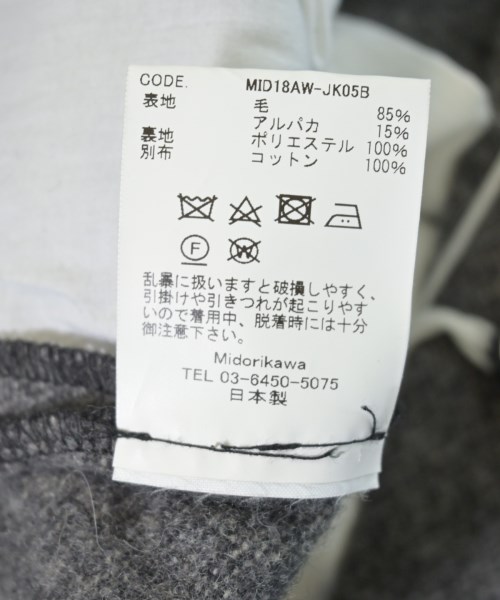 CODE. MID18AW-JK05B
表地 毛 85%
アルパカ 15%
裏地 ポリエステル 100%
別布 コットン 100%
F W
乱暴に扱いますと破損しやすく、
引掛けや引きつれが起こりやす
いので着用中、脱着時には十分
御注意下さい。
Midorikawa
TEL 03-6450-5075
日本製